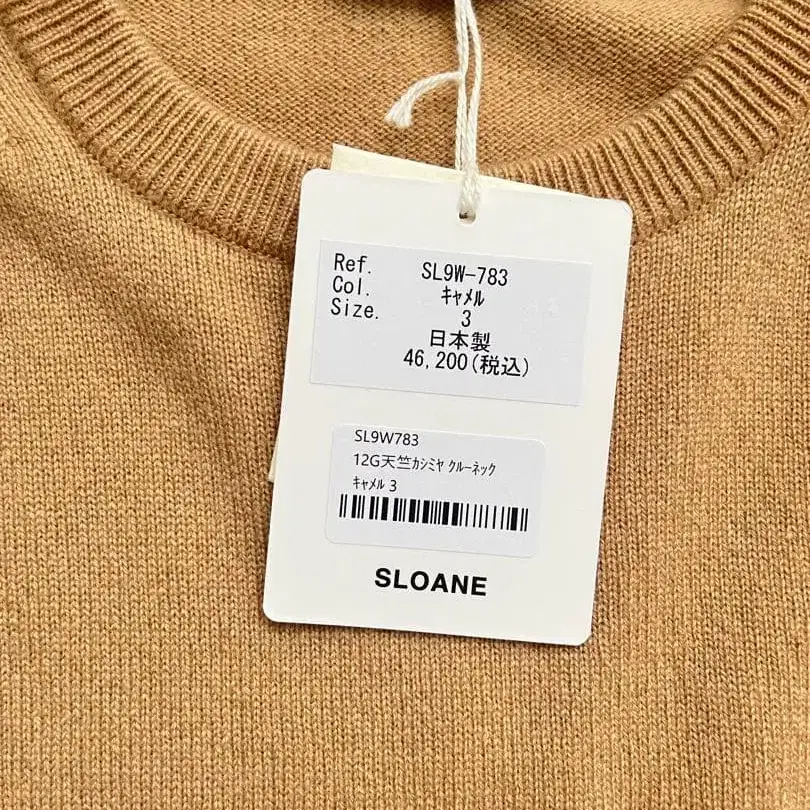 Ref. SL9W-783
Col. ｷｬﾒﾙ
Size. 3
日本製
46,200(税込)
SL9W783
12G天竺ｶｼﾐﾔ ｸﾙｰﾈｯｸ
ｷｬﾒﾙ 3
SLOANE